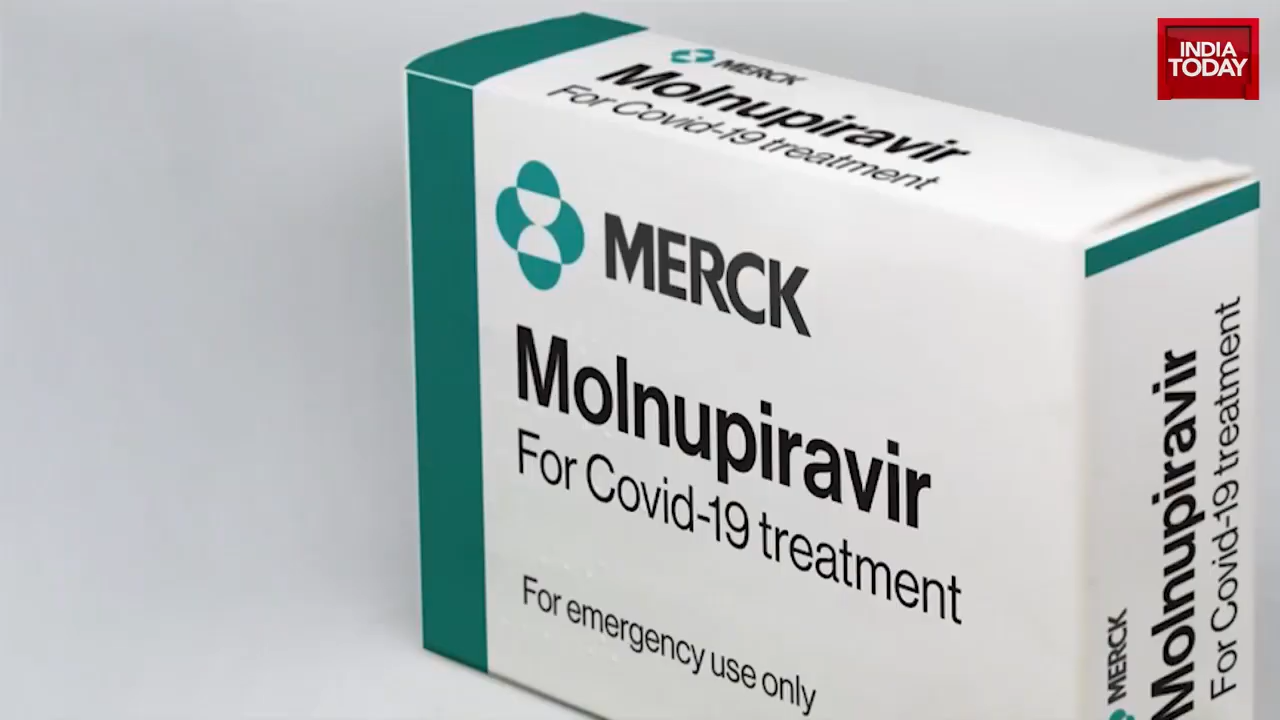 INDIA
TODAY
MERCK
Molnupiravir
For Covid-19 treatment
MERCK
Molnupiravir
For Covid-19 treatment
For emergency use only
MERCK
Molnupiravir
For Covid-19 treatment